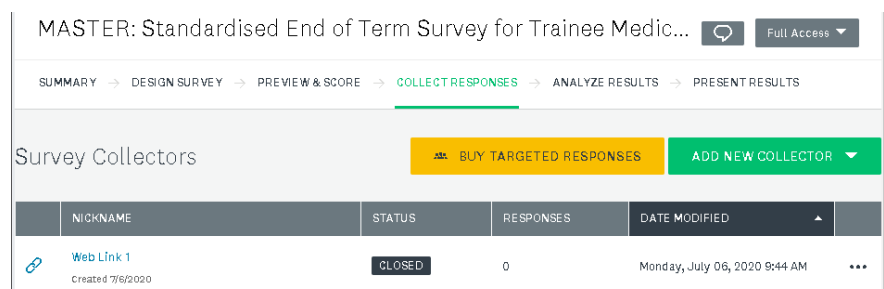 MASTER: Standardised End of Term Survey for Trainee Medic... Full Access
SUMMARY → DESIGN SURVEY → PREVIEW & SCORE → COLLECT RESPONSES → ANALYZE RESULTS → PRESENT RESULTS
Survey Collectors BUY TARGETED RESPONSES ADD NEW COLLECTOR
NICKNAME STATUS RESPONSES DATE MODIFIED
Web Link 1 CLOSED 0 Monday, July 06, 2020 9:44 AM •••
Created 7/6/2020